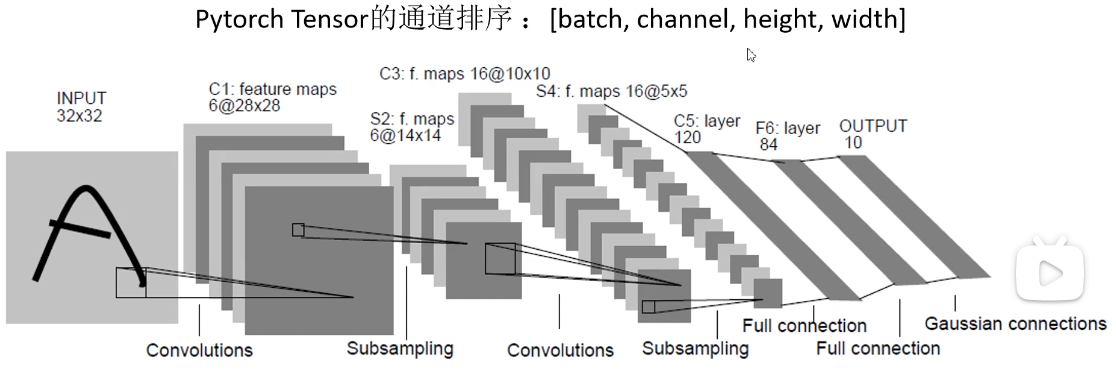 Pytorch Tensor的通道排序 ：[batch, channel, height, width]
INPUT
32x32
C1: feature maps
6@28x28
S2: f. maps
6@14x14
C3: f. maps 16@10x10
S4: f. maps 16@5x5
C5: layer
120
F6: layer
84
OUTPUT
10
Convolutions
Subsampling
Convolutions
Subsampling
Full connection
Full connection
Gaussian connections